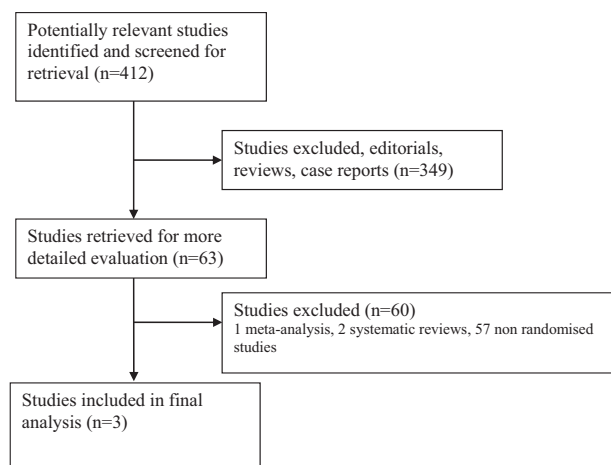 Potentially relevant studies
identified and screened for
retrieval (n=412)
Studies excluded, editorials,
reviews, case reports (n=349)
Studies retrieved for more
detailed evaluation (n=63)
Studies excluded (n=60)
1 meta-analysis, 2 systematic reviews, 57 non randomised
studies
Studies included in final
analysis (n=3)